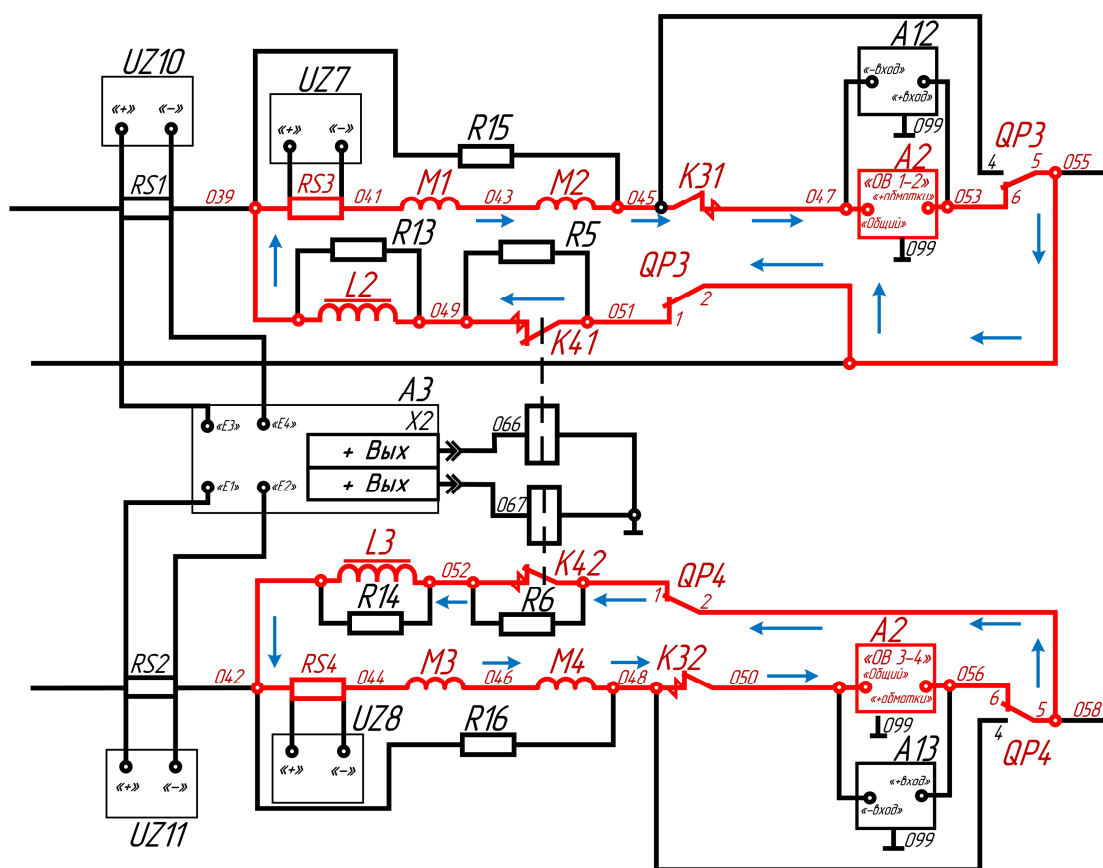 UZ10
«+» «-»
RS1
039
UZ7
«+» «-»
RS3
041
M1
043
M2
R15
045
K31
047
A12
«-вход»
«+вход»
099
A2
«ОВ 1-2»
«+обмотки»
«Общий»
099
053
QP3
4
5
6
055
R13
L2
049
R5
K41
051
QP3
1
2
A3
X2
«E3» «E4»
+ Вых
+ Вых
«E1» «E2»
066
067
L3
R14
052
K42
R6
QP4
1
2
RS2
042
RS4
044
M3
046
M4
048
K32
050
A2
«ОВ 3-4»
«Общий»
«+обмотки»
099
056
6
5
4
058
QP4
UZ8
«+» «-»
R16
A13
«+вход»
«-вход»
099
«+» «-»
UZ11